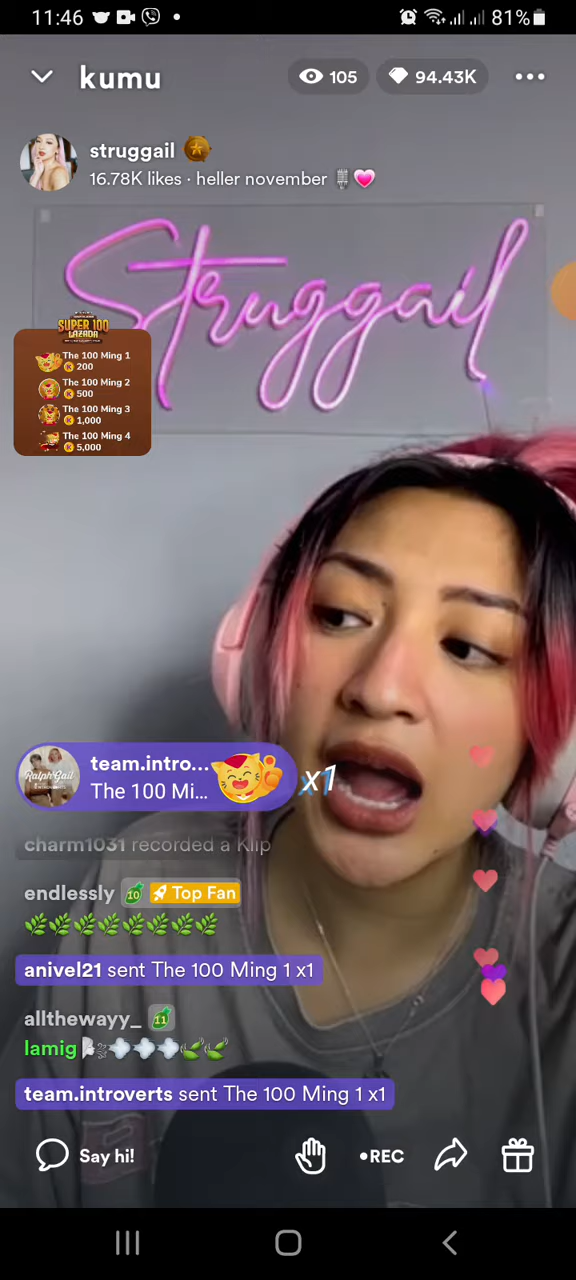 11:46
81%
kumu
105
94.43K
struggail
16.78K likes · heller november 🎙️💗
Struggail
SUPER 100
LAZADA
The 100 Ming 1
200
The 100 Ming 2
500
The 100 Ming 3
1,000
The 100 Ming 4
5,000
team.intro...
The 100 Mi...
x1
RalphGail
charm1031 recorded a Klip
endlessly 10 Top Fan
🌿🌿🌿🌿🌿🌿🌿🌿
anivel21 sent The 100 Ming 1 x1
allthewayy_ 11
lamig 🌬️💨💨💨🍃🍃
team.introverts sent The 100 Ming 1 x1
Say hi!
•REC